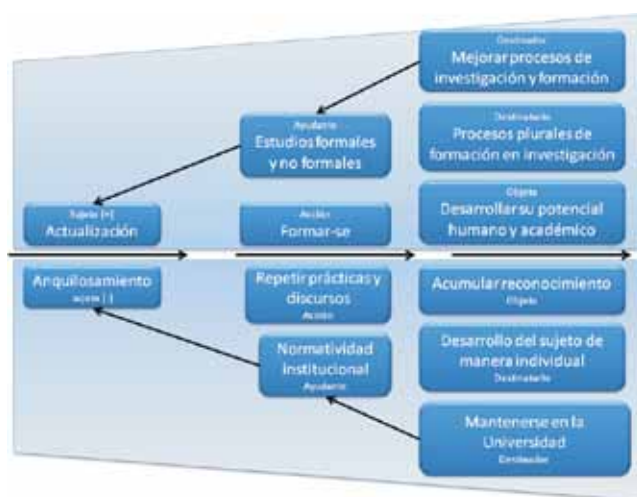 Destinador
Mejorar procesos de
investigación y formación
Ayudante
Estudios formales
y no formales
Destinatario
Procesos plurales de
formación en investigación
Sujeto [+]
Actualización
Acción
Formar-se
Objeto
Desarrollar su potencial
humano y académico
Anquilosamiento
sujeto [-]
Repetir prácticas y
discursos
Acción
Acumular reconocimiento
Objeto
Normatividad
institucional
Ayudante
Desarrollo del sujeto de
manera individual
Destinatario
Mantenerse en la
Universidad
Destinador